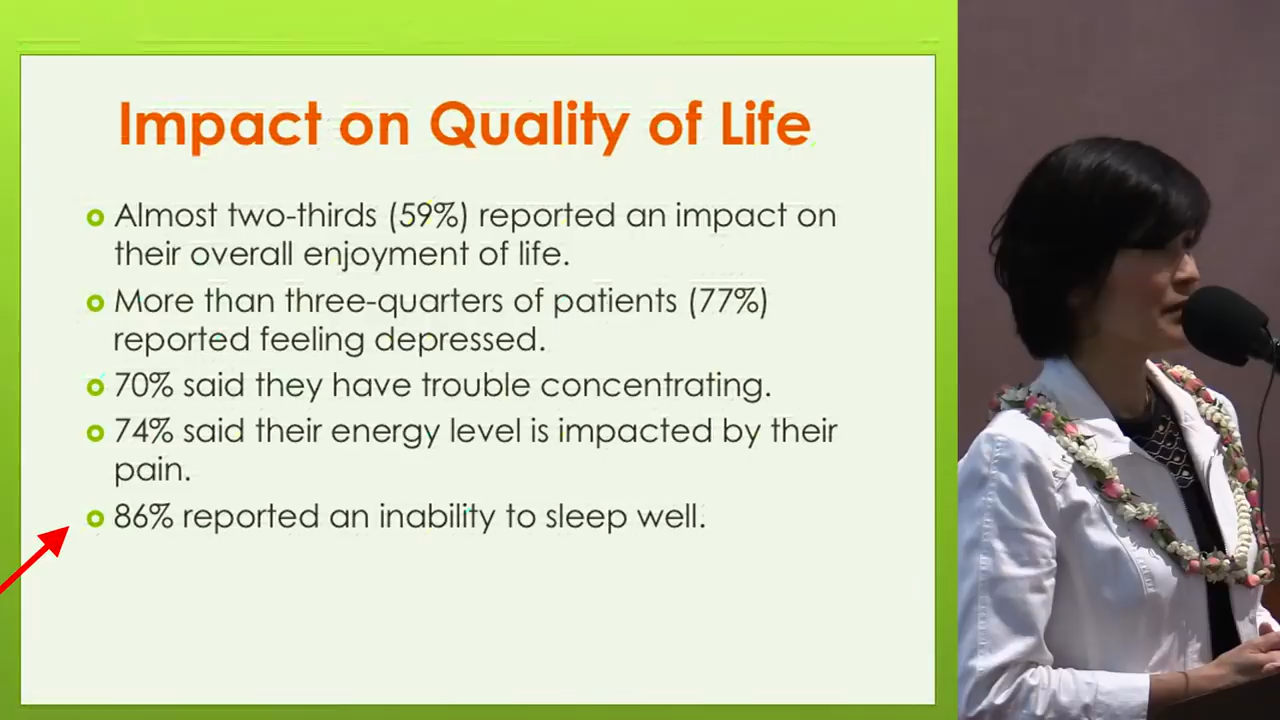 Impact on Quality of Life
Almost two-thirds (59%) reported an impact on
their overall enjoyment of life.
More than three-quarters of patients (77%)
reported feeling depressed.
70% said they have trouble concentrating.
74% said their energy level is impacted by their
pain.
86% reported an inability to sleep well.